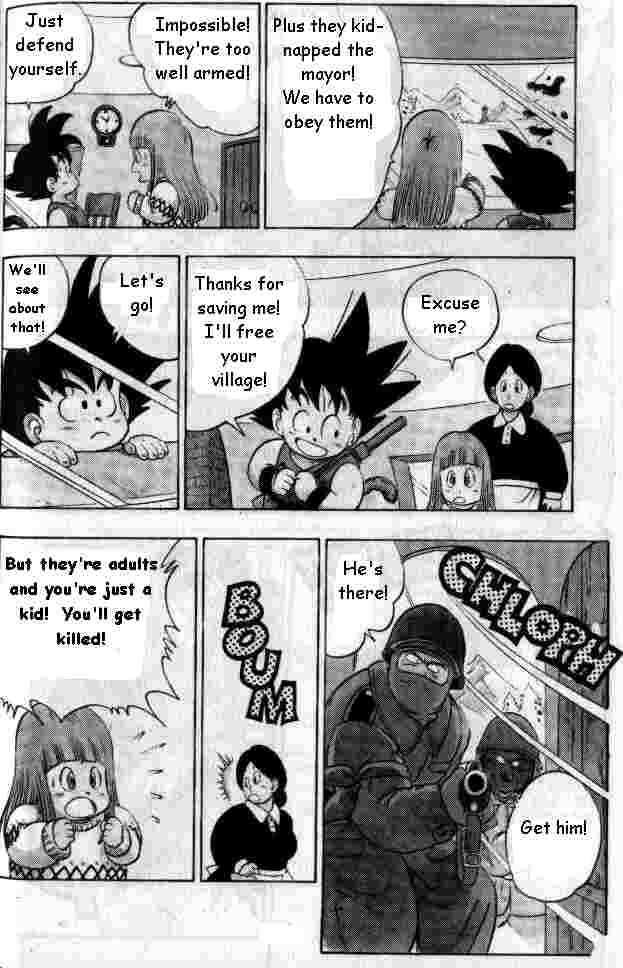 Just
defend
yourself.
Impossible!
They're too
well armed!
Plus they kid-
napped the
mayor!
We have to
obey them!
We'll
see
about
that!
Let's
go!
Thanks for
saving me!
I'll free
your
village!
Excuse
me?
But they're adults
and you're just a
kid! You'll get
killed!
BOUM
He's
there!
CHLORH
Get him!